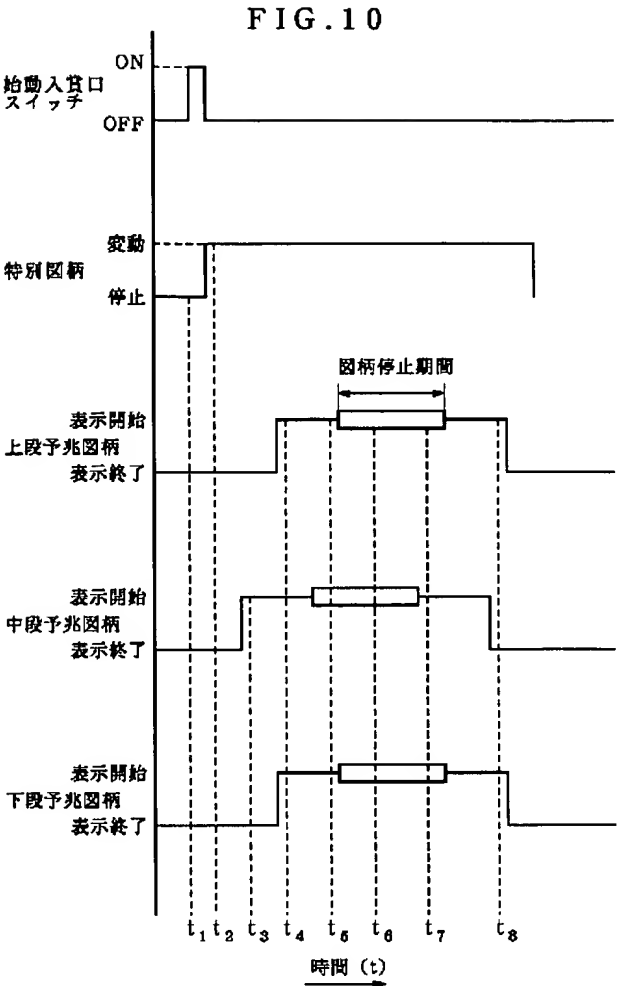 FIG.10
ON
始動入賞口
スイッチ
OFF
変動
特別図柄
停止
図柄停止期間
表示開始
上段予兆図柄
表示終了
表示開始
中段予兆図柄
表示終了
表示開始
下段予兆図柄
表示終了
t₁ t₂ t₃ t₄ t₅ t₆ t₇ t₈
時間 (t)